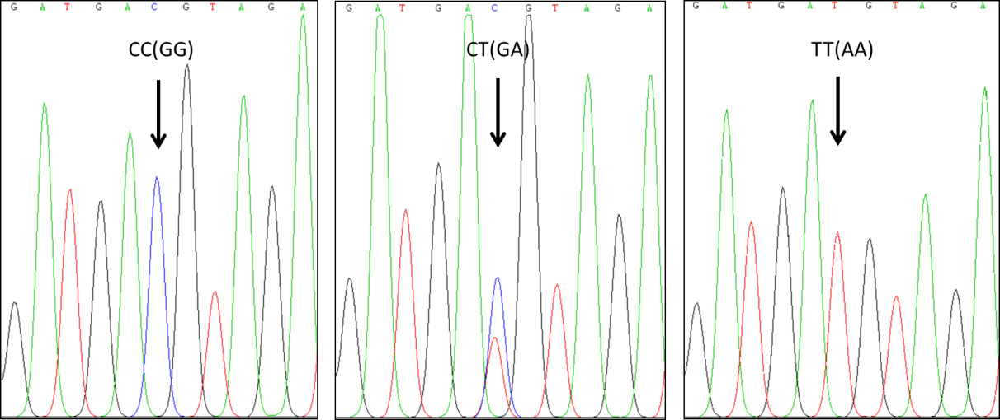 G A T G A C G T A G A
CC(GG)
G A T G A C G T A G A
CT(GA)
G A T G A T G T A G A
TT(AA)